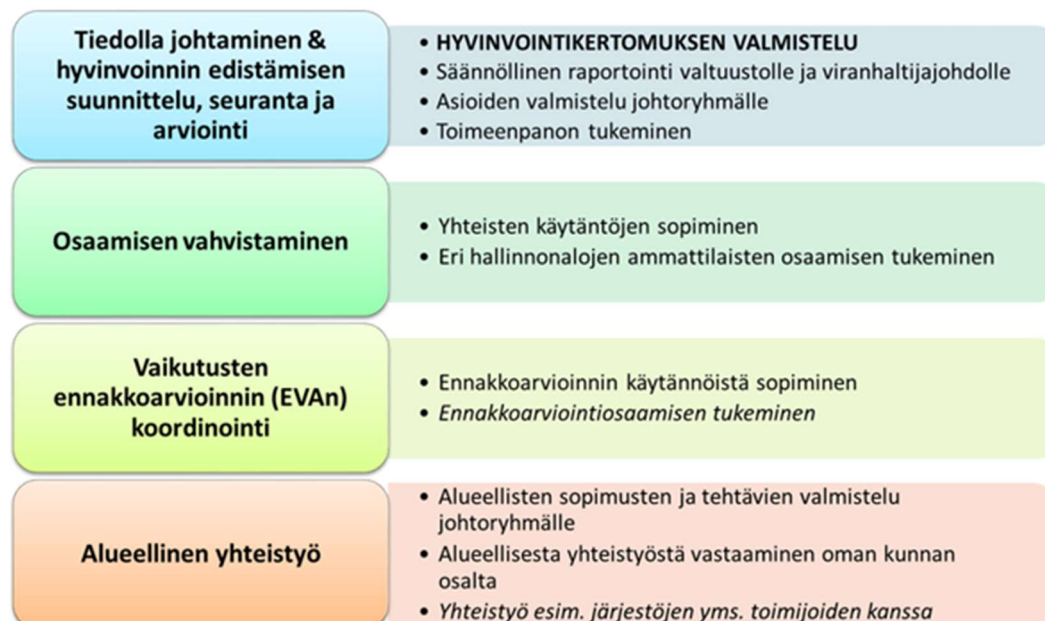 Tiedolla johtaminen &
hyvinvoinnin edistämisen
suunnittelu, seuranta ja
arviointi
• HYVINVOINTIKERTOMUKSEN VALMISTELU
• Säännöllinen raportointi valtuustolle ja viranhaltijajohdolle
• Asioiden valmistelu johtoryhmälle
• Toimeenpanon tukeminen
Osaamisen vahvistaminen
• Yhteisten käytäntöjen sopiminen
• Eri hallinnonalojen ammattilaisten osaamisen tukeminen
Vaikutusten
ennakkoarvioinnin (EVAn)
koordinointi
• Ennakkoarvioinnin käytännöistä sopiminen
• Ennakkoarviointiosaamisen tukeminen
Alueellinen yhteistyö
• Alueellisten sopimusten ja tehtävien valmistelu
johtoryhmälle
• Alueellisesta yhteistyöstä vastaaminen oman kunnan
osalta
• Yhteistyö esim. järjestöjen yms. toimijoiden kanssa